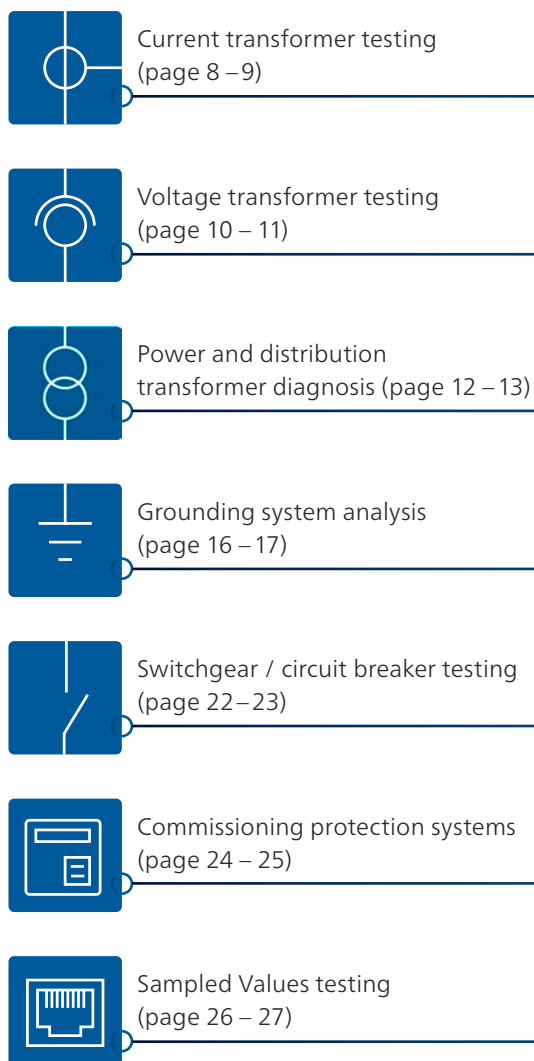 Current transformer testing
(page 8 – 9)
Voltage transformer testing
(page 10 – 11)
Power and distribution
transformer diagnosis (page 12 – 13)
Grounding system analysis
(page 16 – 17)
Switchgear / circuit breaker testing
(page 22 – 23)
Commissioning protection systems
(page 24 – 25)
Sampled Values testing
(page 26 – 27)